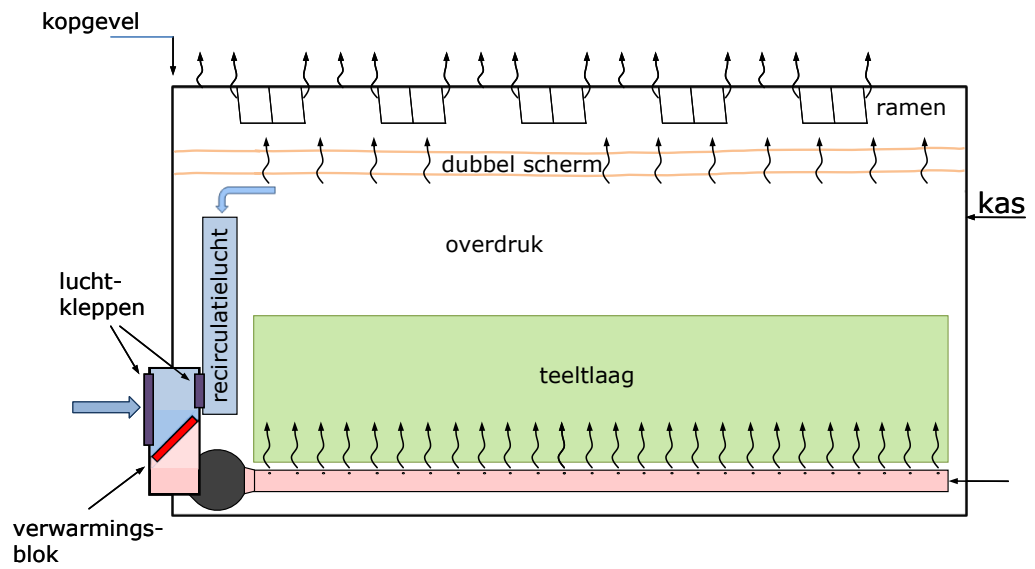 kopgevel
ramen
dubbel scherm
kas
overdruk
recirculatielucht
lucht-
kleppen
teeltlaag
verwarmings-
blok